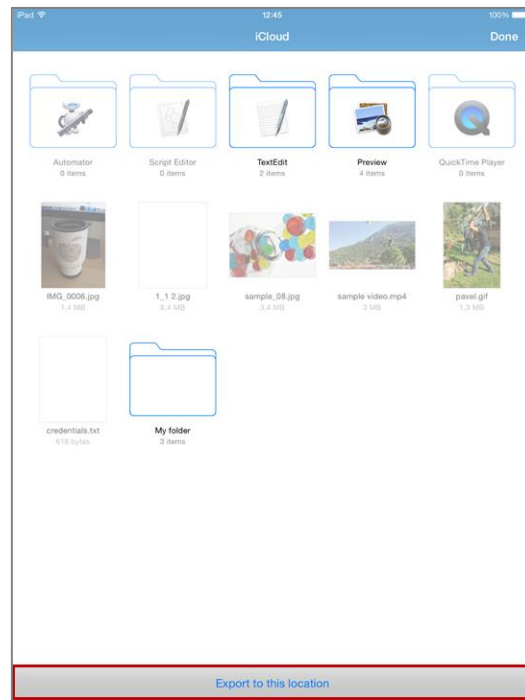 iPad 12:45 100%
iCloud Done
Automator Script Editor TextEdit Preview QuickTime Player
0 items 0 items 2 items 4 items 0 items
IMG_0006.jpg 1_1 2.jpg sample_08.jpg sample video.mp4 pavel.gif
1,4 MB 8,4 MB 3,4 MB 3 MB 1,3 MB
credentials.txt My folder
618 bytes 3 items
Export to this location